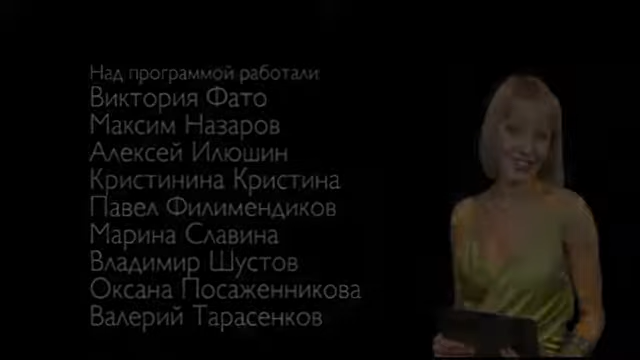 Над программой работали
Виктория Фато
Максим Назаров
Алексей Илюшин
Кристинина Кристина
Павел Филимендиков
Марина Славина
Владимир Шустов
Оксана Посаженникова
Валерий Тарасенков